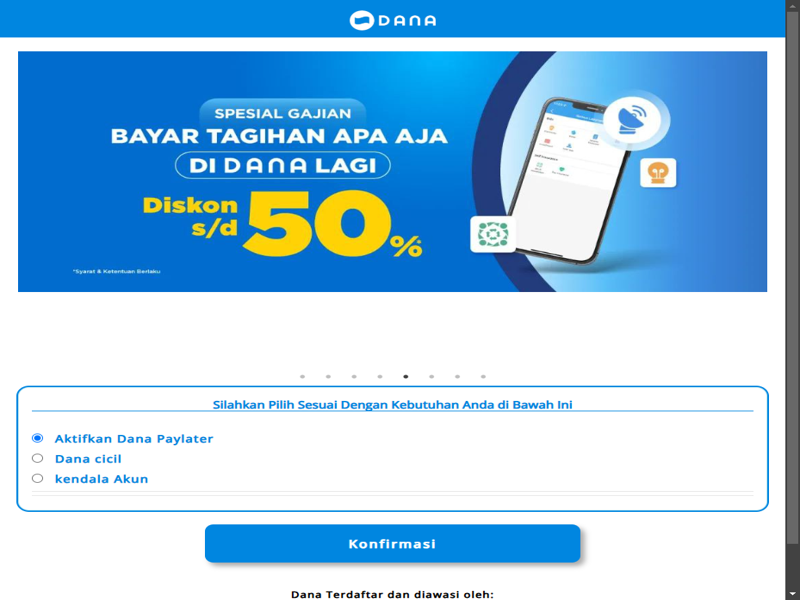 DANA
SPESIAL GAJIAN
BAYAR TAGIHAN APA AJA
DI DANA LAGI
Diskon
s/d
50%
*Syarat & Ketentuan Berlaku
Silahkan Pilih Sesuai Dengan Kebutuhan Anda di Bawah Ini
Aktifkan Dana Paylater
Dana cicil
kendala Akun
Konfirmasi
Dana Terdaftar dan diawasi oleh: